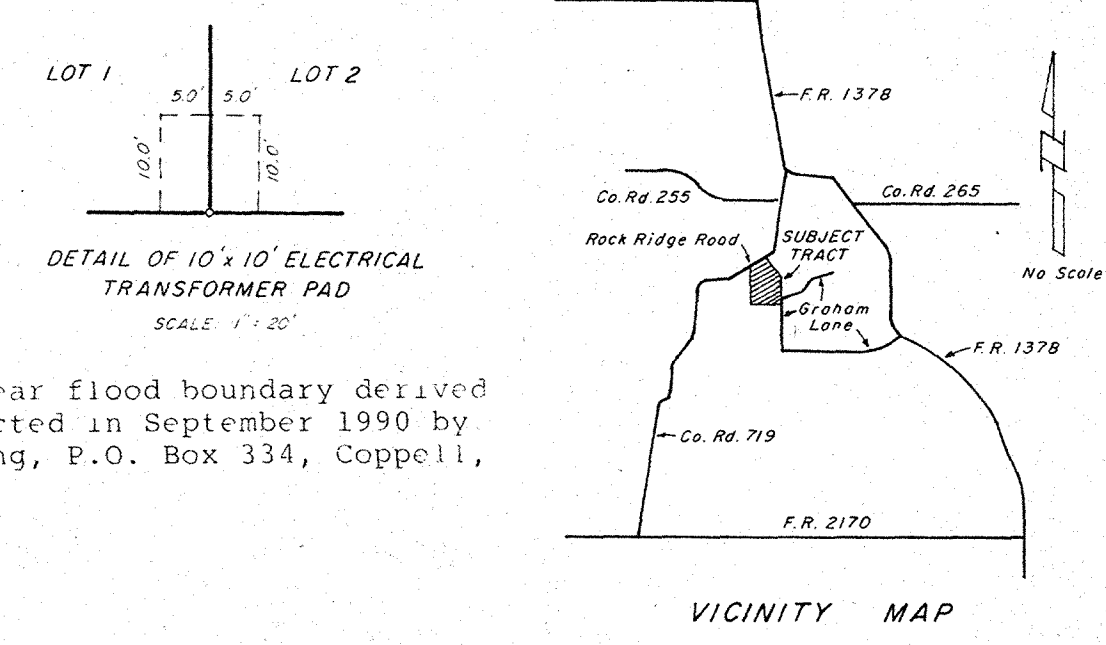 LOT 1
LOT 2
5.0' 5.0'
10.0'
10.0'
DETAIL OF 10'x 10' ELECTRICAL
TRANSFORMER PAD
SCALE: 1" = 20'
ear flood boundary derived
cted in September 1990 by
ng, P.O. Box 334, Coppell,
F.R. 1378
Co. Rd. 255
Co. Rd. 265
Rock Ridge Road
SUBJECT
TRACT
No Scale
Graham
Lane
F.R. 1378
Co. Rd. 719
F.R. 2170
VICINITY MAP